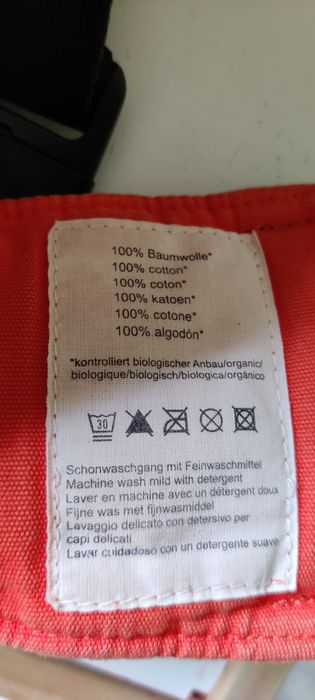 100% Baumwolle*
100% cotton*
100% coton*
100% katoen*
100% cotone*
100% algodón*
*kontrolliert biologischer Anbau/organic/
biologique/biologisch/biologica/orgánico
30
Schonwaschgang mit Feinwaschmittel
Machine wash mild with detergent
Laver en machine avec un détergent doux
Fijne was met fijnwasmiddel
Lavaggio delicato con detersivo per
capi delicati
Lavar cuidadoso con un detergente suave